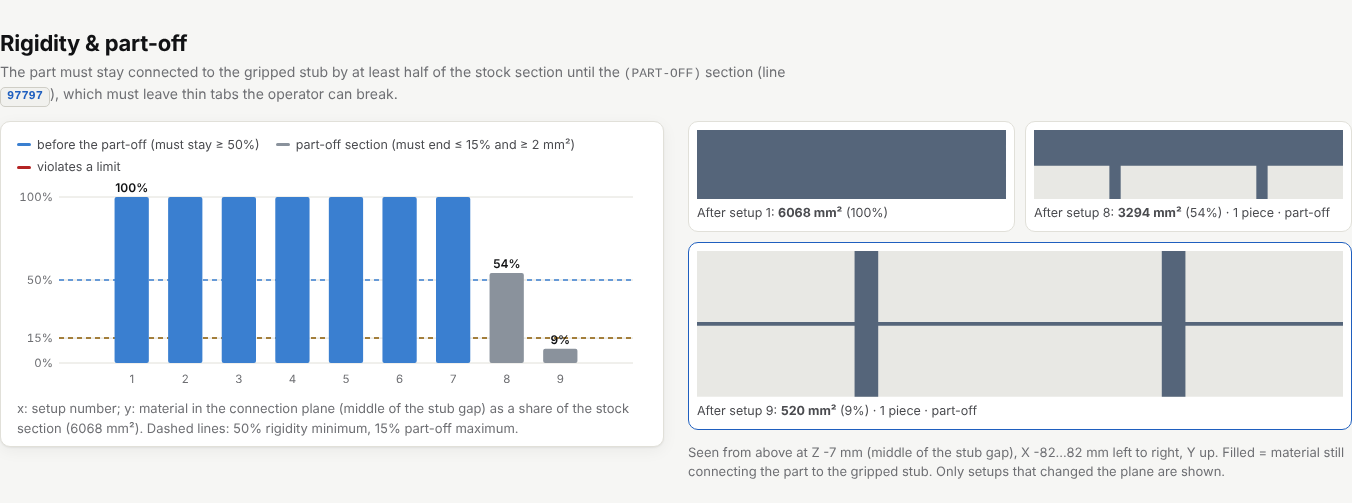 Rigidity & part-off
The part must stay connected to the gripped stub by at least half of the stock section until the (PART-OFF) section (line
97797), which must leave thin tabs the operator can break.
before the part-off (must stay ≥ 50%)
part-off section (must end ≤ 15% and ≥ 2 mm²)
violates a limit
100%
100%
54%
50%
15%
9%
0%
1 2 3 4 5 6 7 8 9
x: setup number; y: material in the connection plane (middle of the stub gap) as a share of the stock
section (6068 mm²). Dashed lines: 50% rigidity minimum, 15% part-off maximum.
After setup 1: 6068 mm² (100%)
After setup 8: 3294 mm² (54%) · 1 piece · part-off
After setup 9: 520 mm² (9%) · 1 piece · part-off
Seen from above at Z -7 mm (middle of the stub gap), X -82…82 mm left to right, Y up. Filled = material still
connecting the part to the gripped stub. Only setups that changed the plane are shown.